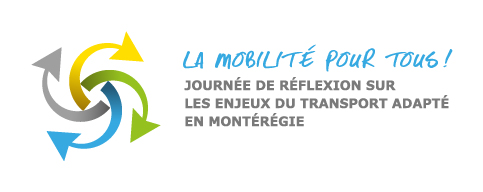 LA MOBILITÉ POUR TOUS!
JOURNÉE DE RÉFLEXION SUR
LES ENJEUX DU TRANSPORT ADAPTÉ
EN MONTÉRÉGIE